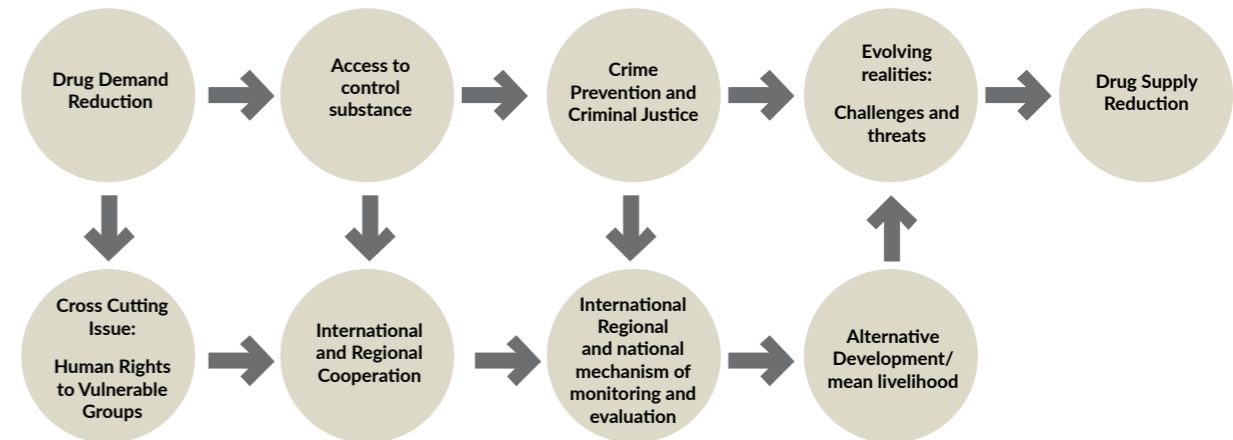 Drug Demand
Reduction
Access to
control
substance
Crime
Prevention and
Criminal Justice
Evolving
realities:
Challenges and
threats
Drug Supply
Reduction
Cross Cutting
Issue:
Human Rights
to Vulnerable
Groups
International
and Regional
Cooperation
International
Regional
and national
mechanism of
monitoring and
evaluation
Alternative
Development/
mean livelihood